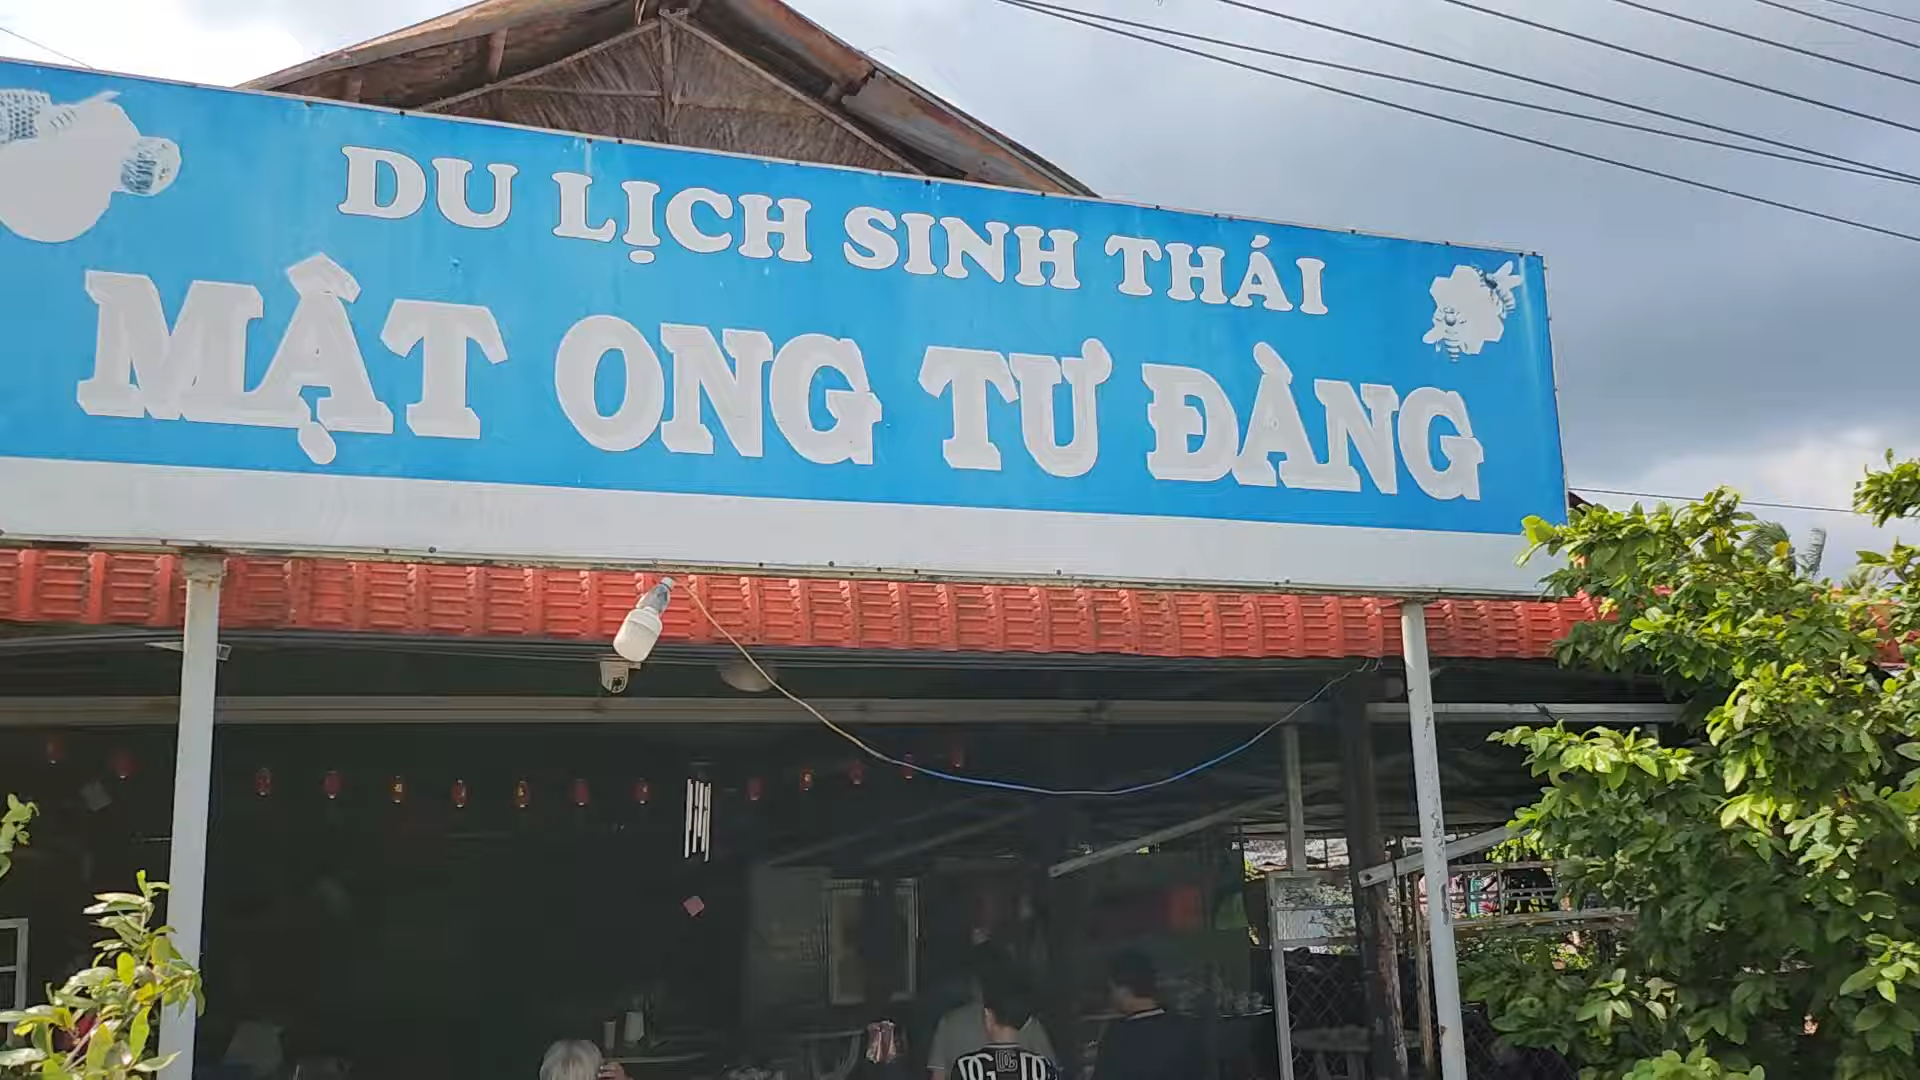 DU LỊCH SINH THÁI
MẬT ONG TƯ ĐÀNG